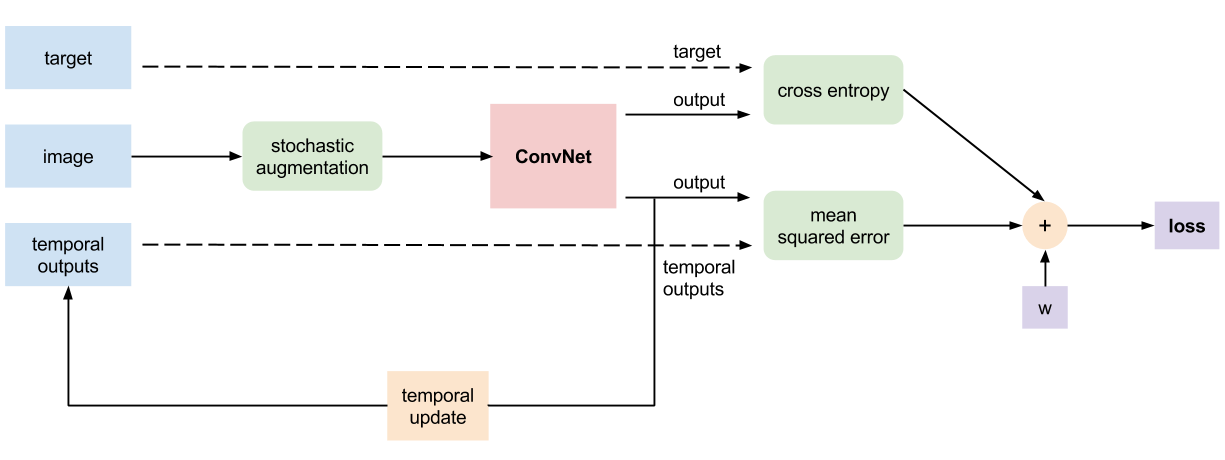 target
target
cross entropy
output
image
stochastic
augmentation
ConvNet
output
mean
squared error
+
loss
temporal
outputs
temporal
outputs
w
temporal
update